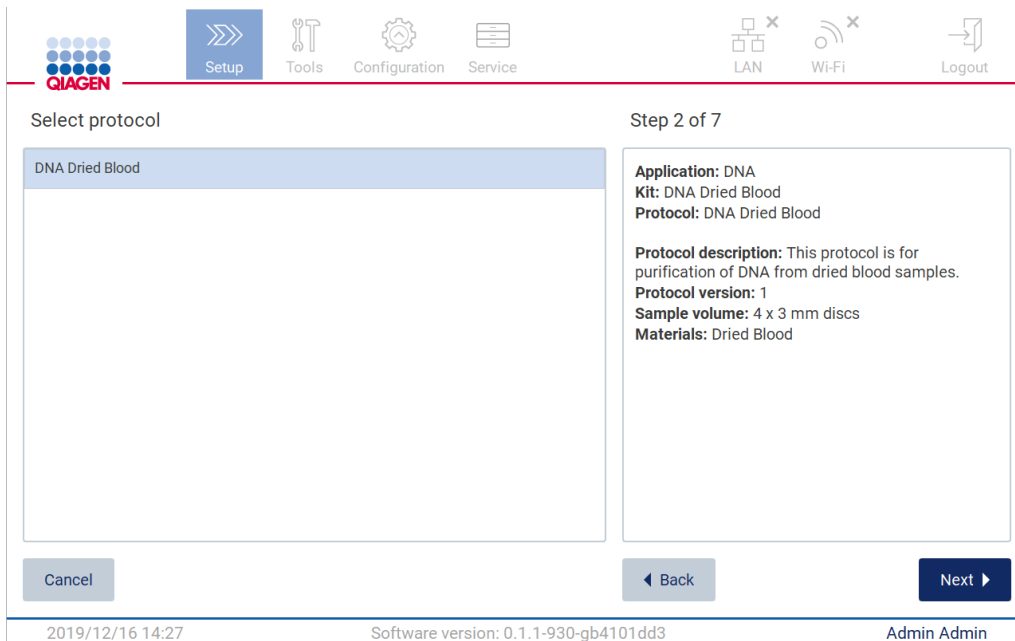 QIAGEN
Setup
Tools
Configuration
Service
LAN
Wi-Fi
Logout
Select protocol
Step 2 of 7
DNA Dried Blood
Application: DNA
Kit: DNA Dried Blood
Protocol: DNA Dried Blood
Protocol description: This protocol is for
purification of DNA from dried blood samples.
Protocol version: 1
Sample volume: 4 x 3 mm discs
Materials: Dried Blood
Cancel
Back
Next
2019/12/16 14:27
Software version: 0.1.1-930-gb4101dd3
Admin Admin